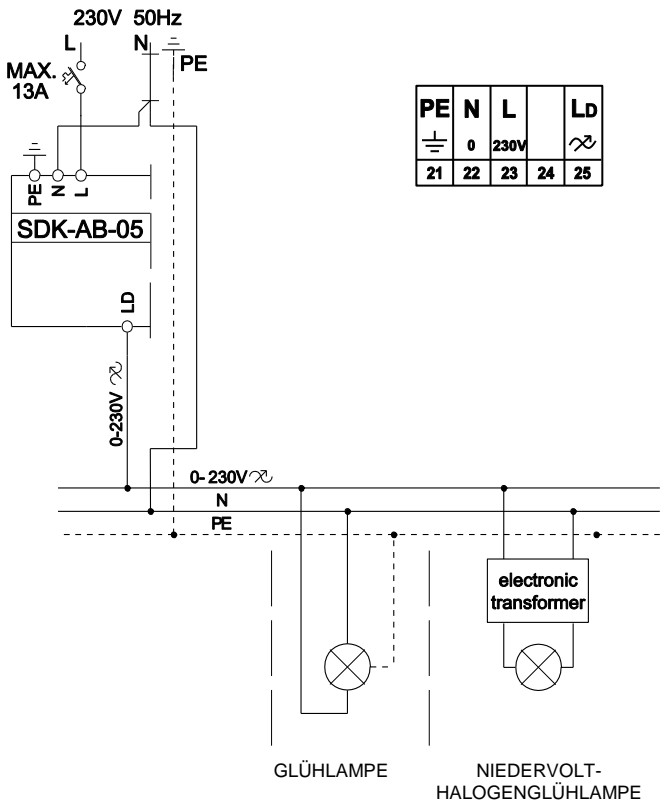 230V 50Hz
L N PE
MAX.
13A
PE N L
SDK-AB-05
LD
0-230V
PE N L LD
0 230V
21 22 23 24 25
0- 230V
N
PE
electronic
transformer
GLÜHLAMPE
NIEDERVOLT-
HALOGENGLÜHLAMPE